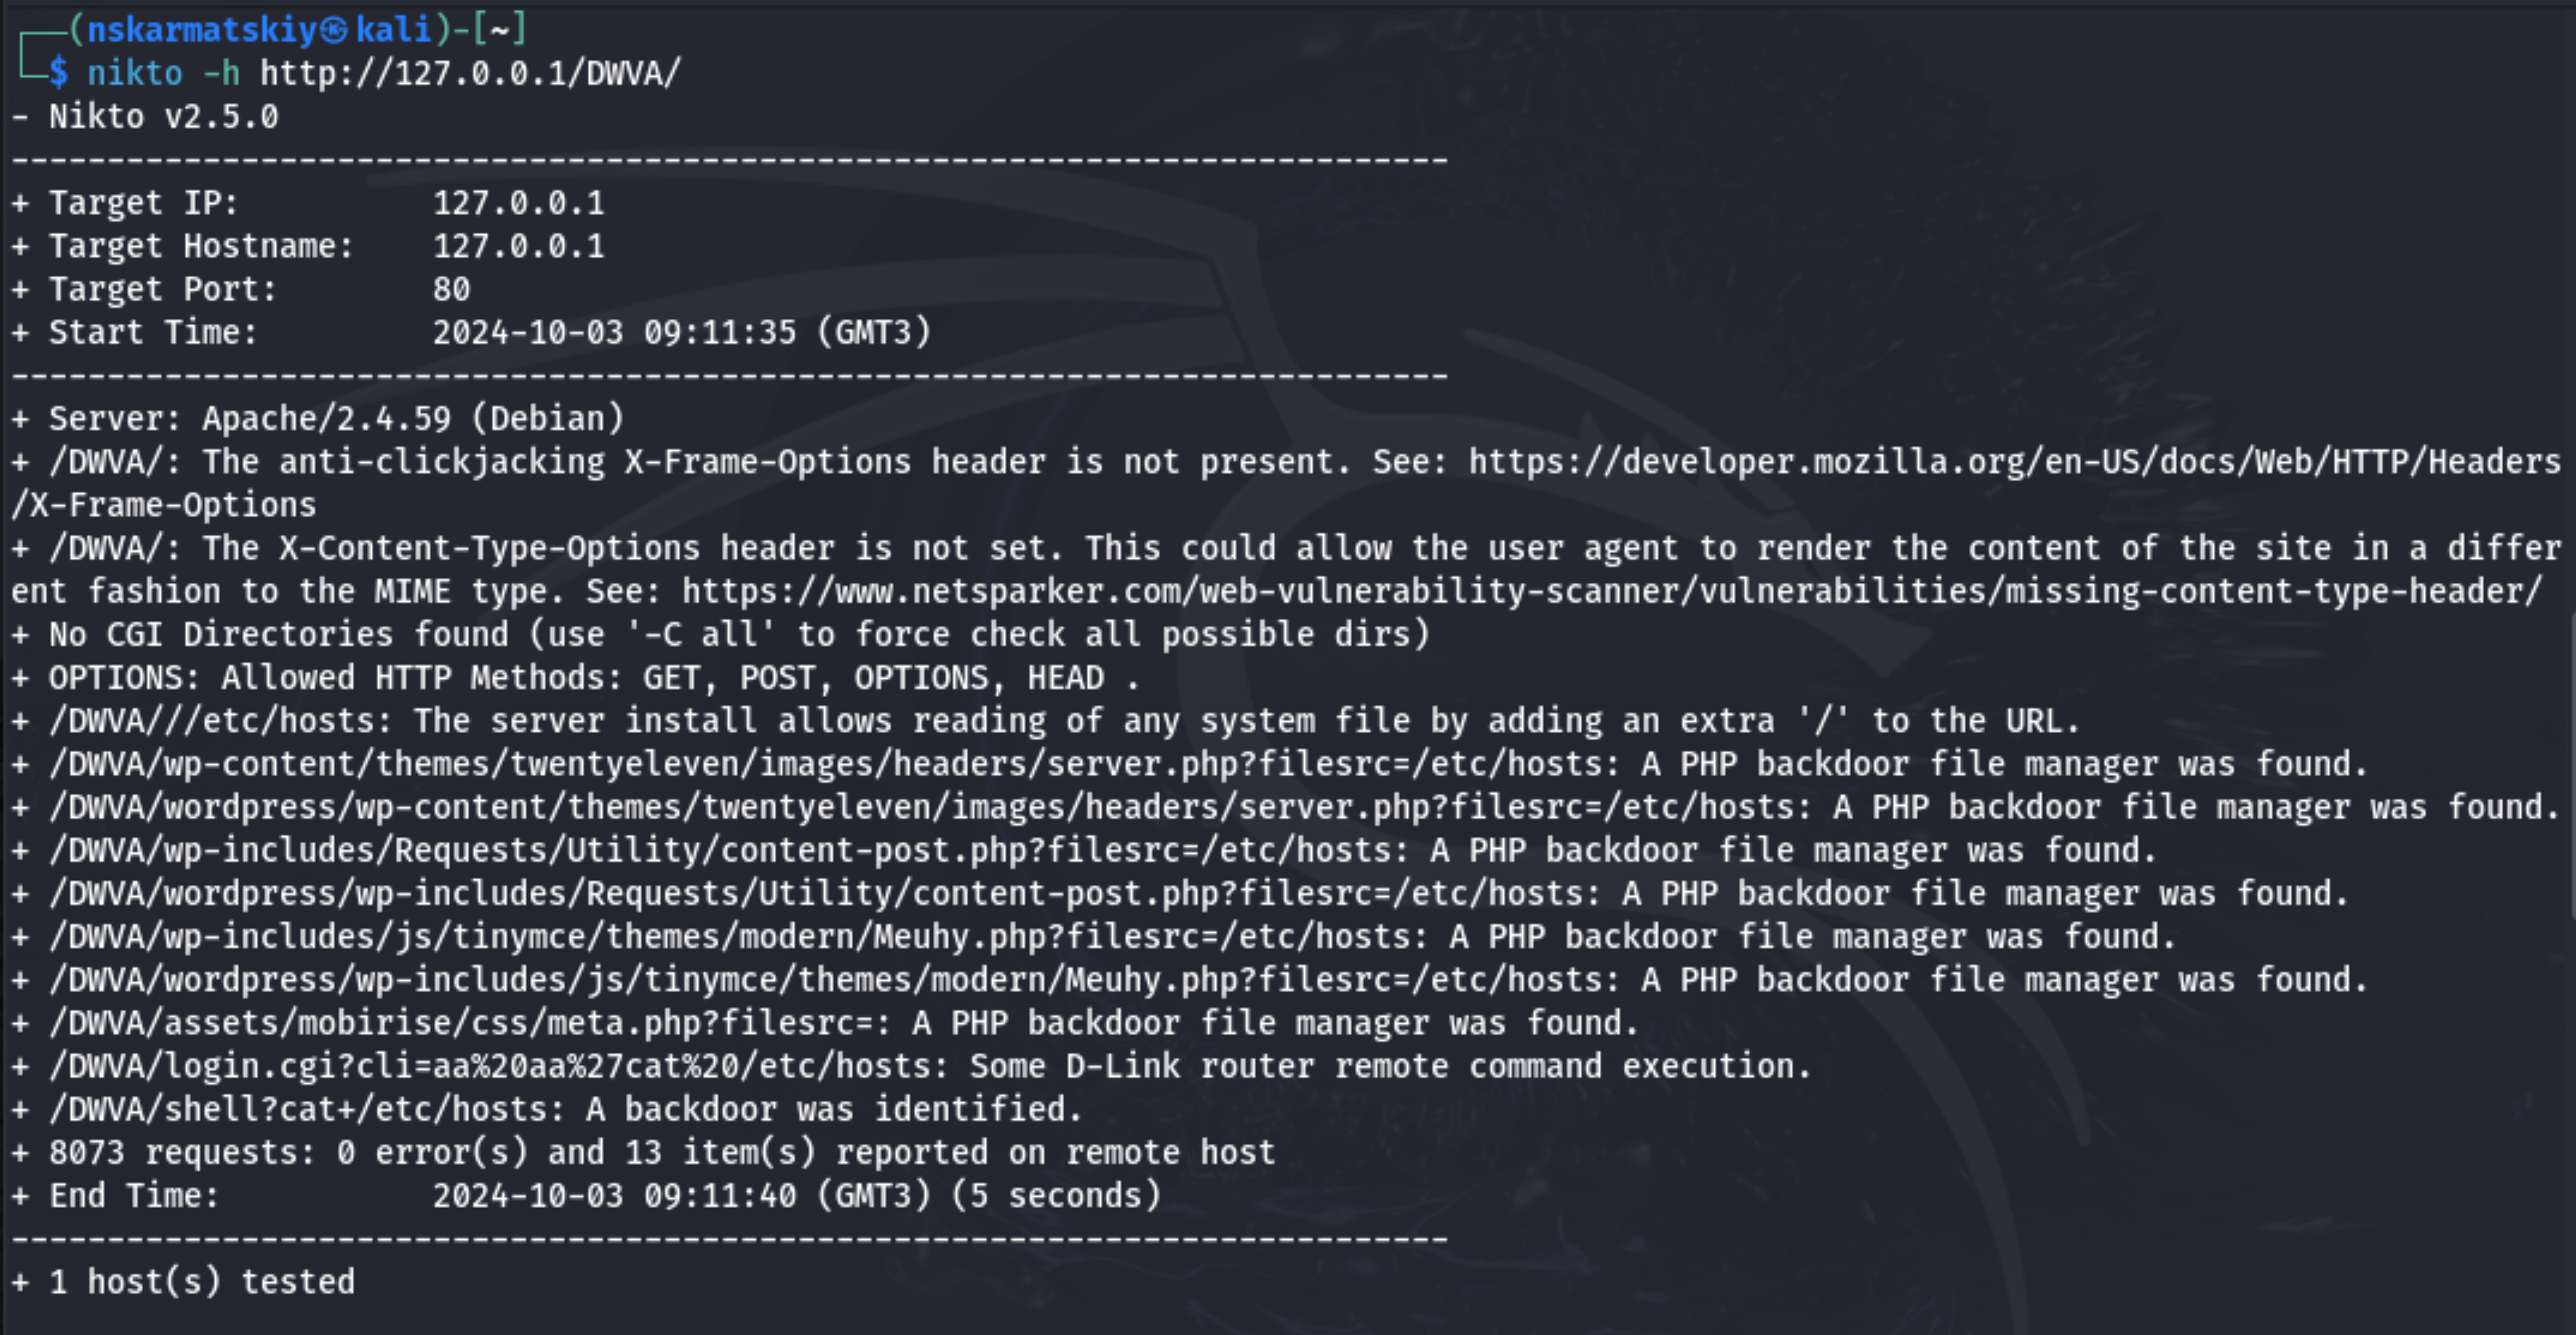 ┌──(nskarmatskiy㉿kali)-[~]
└─$ nikto -h http://127.0.0.1/DWVA/
- Nikto v2.5.0
---------------------------------------------------------------------------
+ Target IP:          127.0.0.1
+ Target Hostname:    127.0.0.1
+ Target Port:        80
+ Start Time:         2024-10-03 09:11:35 (GMT3)
---------------------------------------------------------------------------
+ Server: Apache/2.4.59 (Debian)
+ /DWVA/: The anti-clickjacking X-Frame-Options header is not present. See: https://developer.mozilla.org/en-US/docs/Web/HTTP/Headers
/X-Frame-Options
+ /DWVA/: The X-Content-Type-Options header is not set. This could allow the user agent to render the content of the site in a differ
ent fashion to the MIME type. See: https://www.netsparker.com/web-vulnerability-scanner/vulnerabilities/missing-content-type-header/
+ No CGI Directories found (use '-C all' to force check all possible dirs)
+ OPTIONS: Allowed HTTP Methods: GET, POST, OPTIONS, HEAD .
+ /DWVA///etc/hosts: The server install allows reading of any system file by adding an extra '/' to the URL.
+ /DWVA/wp-content/themes/twentyeleven/images/headers/server.php?filesrc=/etc/hosts: A PHP backdoor file manager was found.
+ /DWVA/wordpress/wp-content/themes/twentyeleven/images/headers/server.php?filesrc=/etc/hosts: A PHP backdoor file manager was found.
+ /DWVA/wp-includes/Requests/Utility/content-post.php?filesrc=/etc/hosts: A PHP backdoor file manager was found.
+ /DWVA/wordpress/wp-includes/Requests/Utility/content-post.php?filesrc=/etc/hosts: A PHP backdoor file manager was found.
+ /DWVA/wp-includes/js/tinymce/themes/modern/Meuhy.php?filesrc=/etc/hosts: A PHP backdoor file manager was found.
+ /DWVA/wordpress/wp-includes/js/tinymce/themes/modern/Meuhy.php?filesrc=/etc/hosts: A PHP backdoor file manager was found.
+ /DWVA/assets/mobirise/css/meta.php?filesrc=: A PHP backdoor file manager was found.
+ /DWVA/login.cgi?cli=aa%20aa%27cat%20/etc/hosts: Some D-Link router remote command execution.
+ /DWVA/shell?cat+/etc/hosts: A backdoor was identified.
+ 8073 requests: 0 error(s) and 13 item(s) reported on remote host
+ End Time:           2024-10-03 09:11:40 (GMT3) (5 seconds)
---------------------------------------------------------------------------
+ 1 host(s) tested